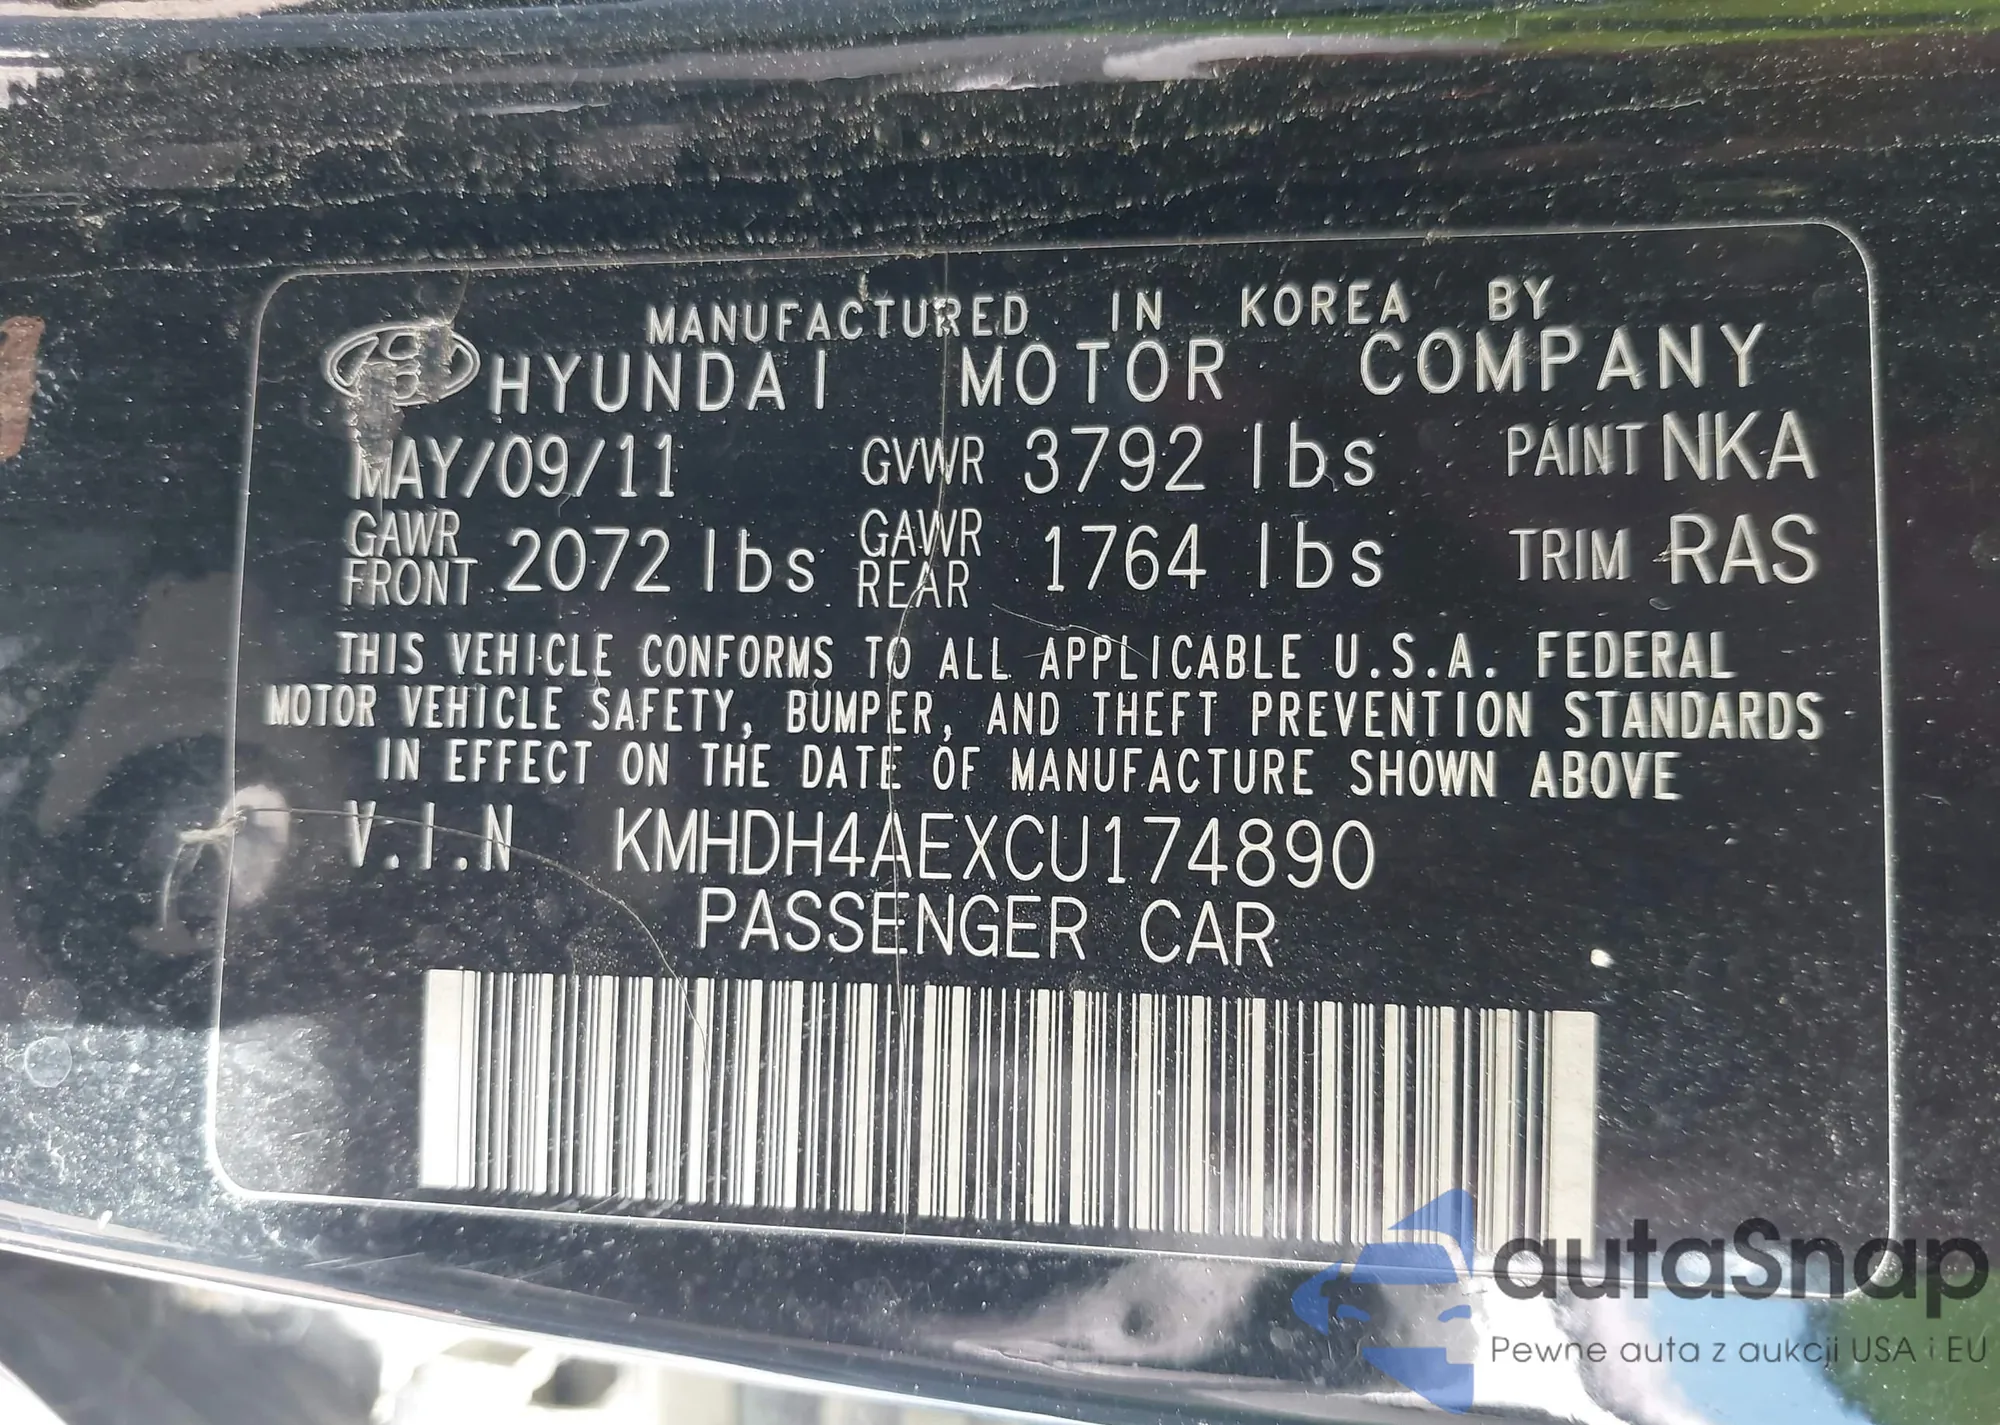 MANUFACTURED IN KOREA BY
HYUNDAI MOTOR COMPANY
MAY/09/11 GVWR 3792 lbs PAINT NKA
GAWR FRONT 2072 lbs GAWR REAR 1764 lbs TRIM RAS
THIS VEHICLE CONFORMS TO ALL APPLICABLE U.S.A. FEDERAL
MOTOR VEHICLE SAFETY, BUMPER, AND THEFT PREVENTION STANDARDS
IN EFFECT ON THE DATE OF MANUFACTURE SHOWN ABOVE
V.I.N KMHDH4AEXCU174890
PASSENGER CAR
autaSnap
Pewne auta z aukcji USA i EU